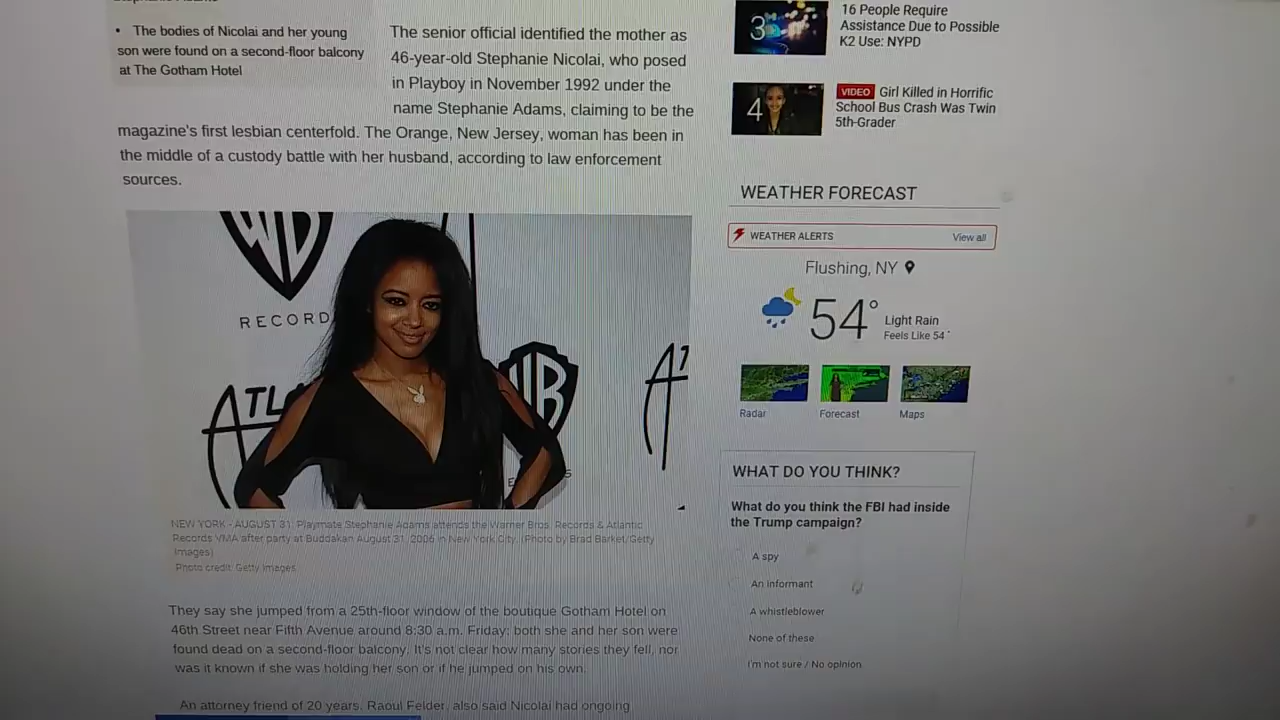 • The bodies of Nicolai and her young
son were found on a second-floor balcony
at The Gotham Hotel
The senior official identified the mother as
46-year-old Stephanie Nicolai, who posed
in Playboy in November 1992 under the
name Stephanie Adams, claiming to be the
magazine's first lesbian centerfold. The Orange, New Jersey, woman has been in
the middle of a custody battle with her husband, according to law enforcement
sources.
WB
RECORD
ATL
WB
AT
NEW YORK - AUGUST 31: Playmate Stephanie Adams attends the Warner Bros. Records & Atlantic
Records VMA after party at Buddakan August 31, 2006 in New York City. (Photo by Brad Barket/Getty
Images)
Photo credit: Getty Images
They say she jumped from a 25th-floor window of the boutique Gotham Hotel on
46th Street near Fifth Avenue around 8:30 a.m. Friday; both she and her son were
found dead on a second-floor balcony. It's not clear how many stories they fell, nor
was it known if she was holding her son or if he jumped on his own.
An attorney friend of 20 years, Raoul Felder, also said Nicolai had ongoing
3
16 People Require
Assistance Due to Possible
K2 Use: NYPD
4
VIDEO Girl Killed in Horrific
School Bus Crash Was Twin
5th-Grader
WEATHER FORECAST
WEATHER ALERTS View all
Flushing, NY
54° Light Rain
Feels Like 54°
Radar Forecast Maps
WHAT DO YOU THINK?
What do you think the FBI had inside
the Trump campaign?
A spy
An informant
A whistleblower
None of these
I'm not sure / No opinion